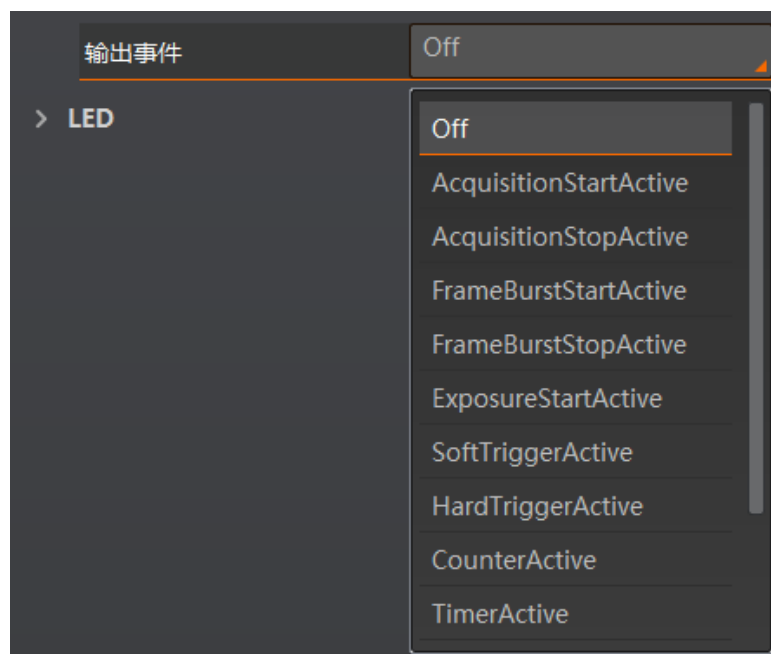 输出事件
Off
LED
Off
AcquisitionStartActive
AcquisitionStopActive
FrameBurstStartActive
FrameBurstStopActive
ExposureStartActive
SoftTriggerActive
HardTriggerActive
CounterActive
TimerActive